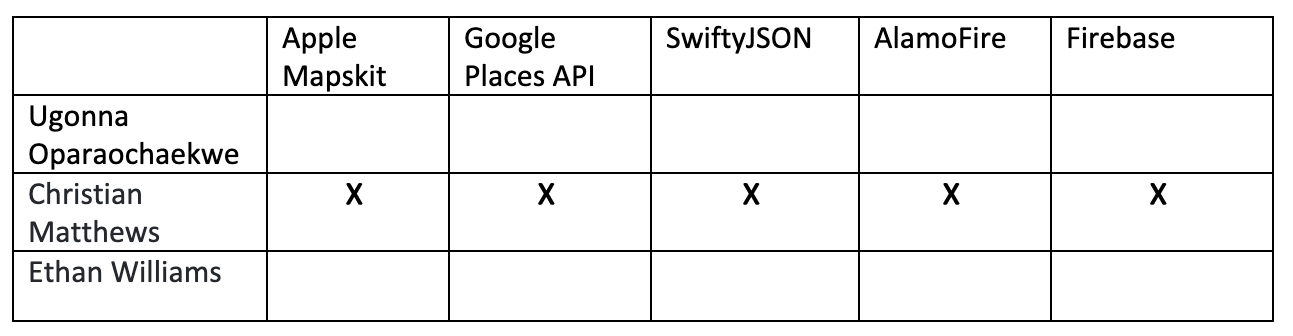 Apple
Mapskit
Google
Places API
SwiftyJSON
AlamoFire
Firebase
Ugonna
Oparaochaekwe
Christian
Matthews
X X X X X
Ethan Williams